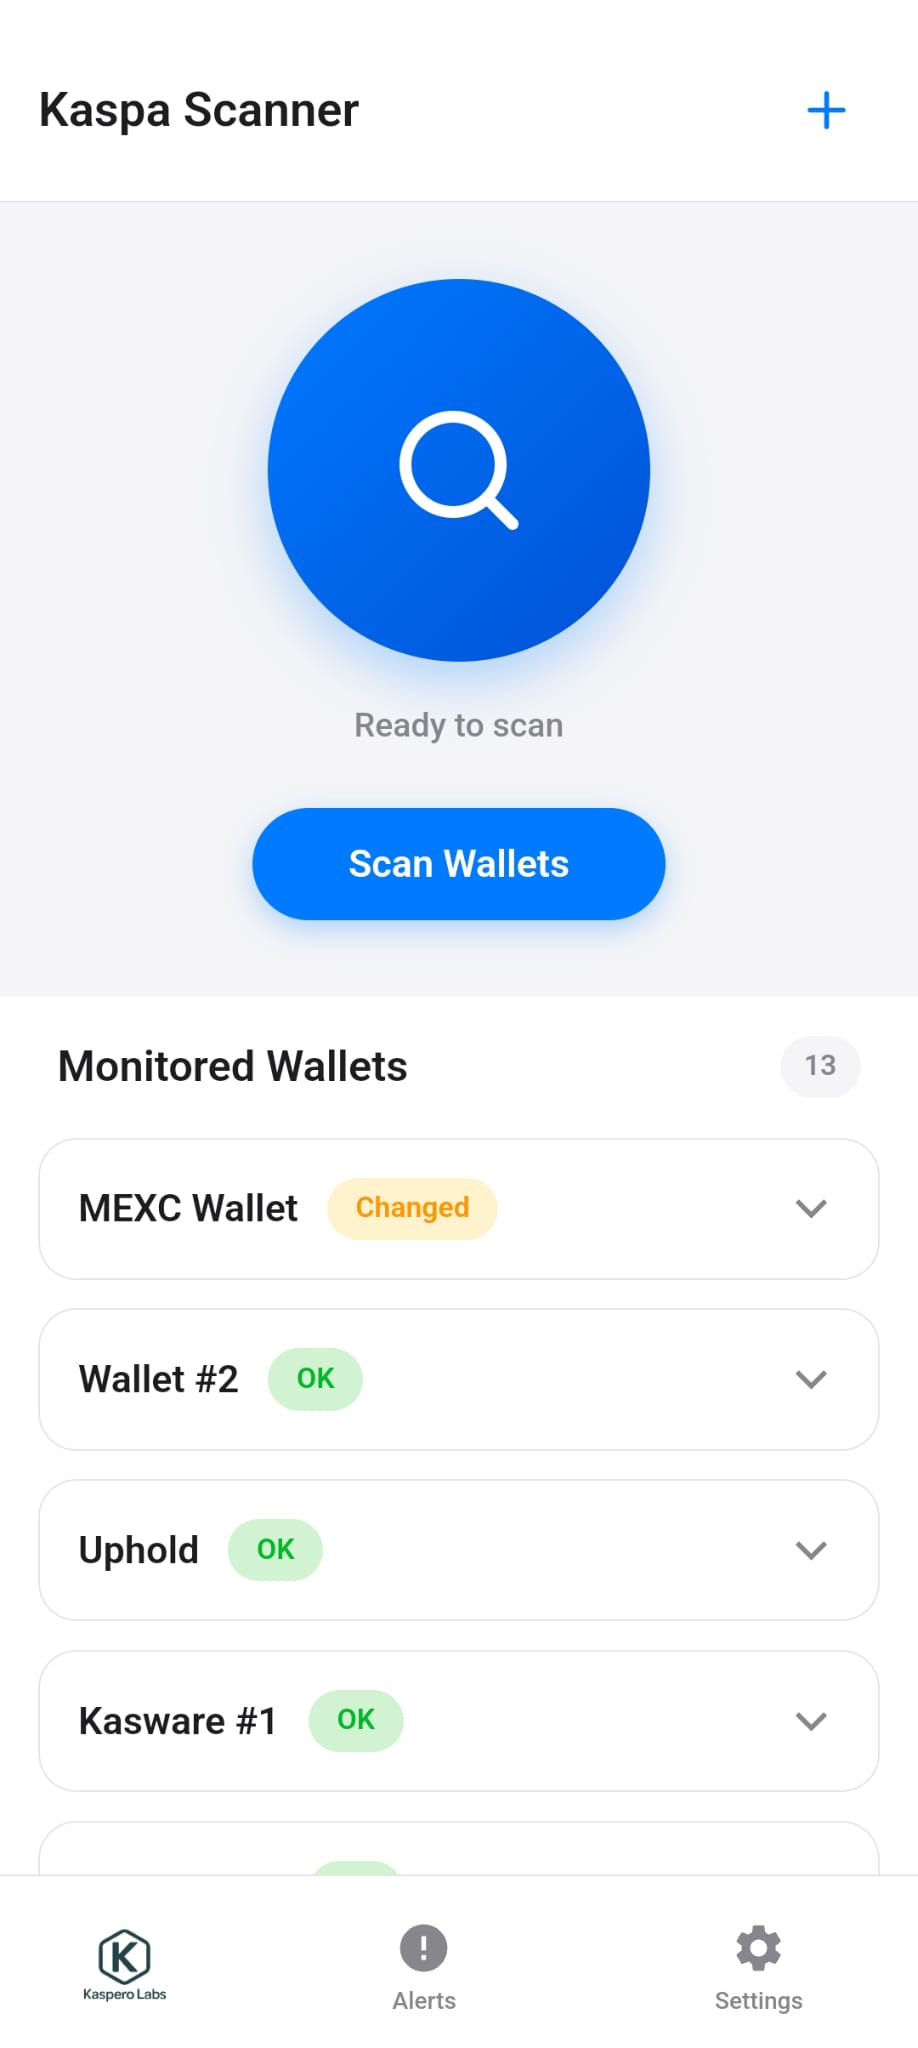 Kaspa Scanner
Ready to scan
Scan Wallets
Monitored Wallets 13
MEXC Wallet Changed
Wallet #2 OK
Uphold OK
Kasware #1 OK
K
Kaspero Labs
Alerts
Settings